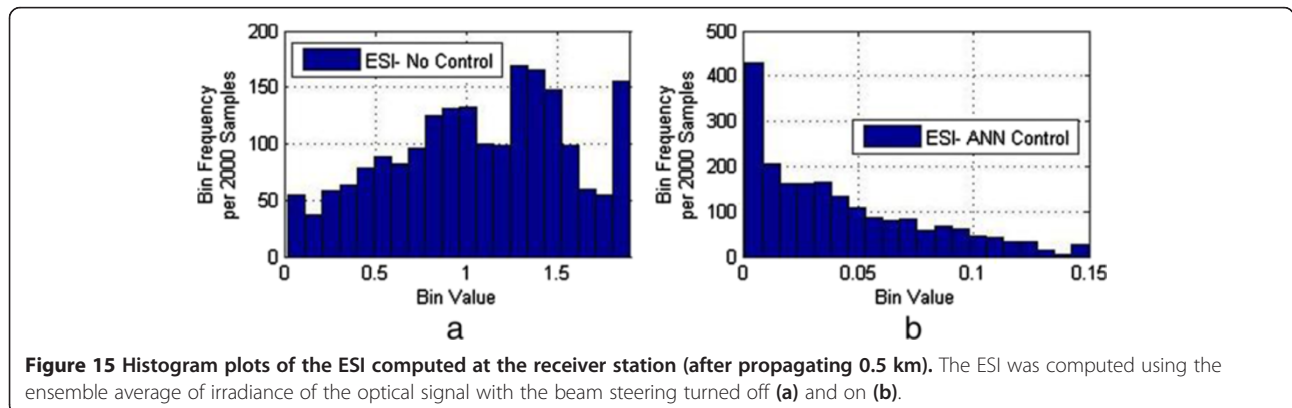 200
150
100
50
0
Bin Frequency
per 2000 Samples
ESI- No Control
0 0.5 1 1.5
Bin Value
a
500
400
300
200
100
0
Bin Frequency
per 2000 Samples
ESI- ANN Control
0 0.05 0.1 0.15
Bin Value
b
Figure 15 Histogram plots of the ESI computed at the receiver station (after propagating 0.5 km). The ESI was computed using the
ensemble average of irradiance of the optical signal with the beam steering turned off (a) and on (b).